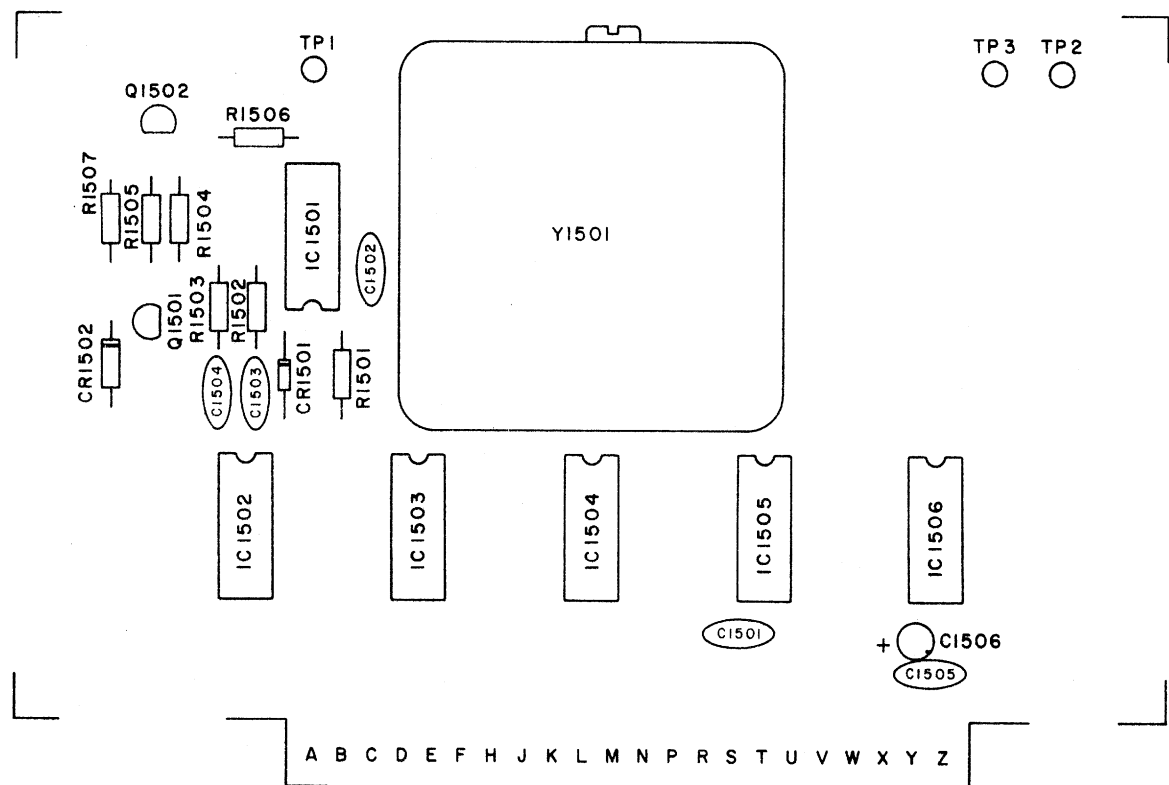 TP1
TP3 TP2
Q1502
R1506
R1507
R1505
R1504
IC1501
C1502
Y1501
R1503
R1502
Q1501
CR1502
C1504
C1503
CR1501
R1501
IC1502
IC1503
IC1504
IC1505
IC1506
C1501
+ C1506
C1505
A B C D E F H J K L M N P R S T U V W X Y Z